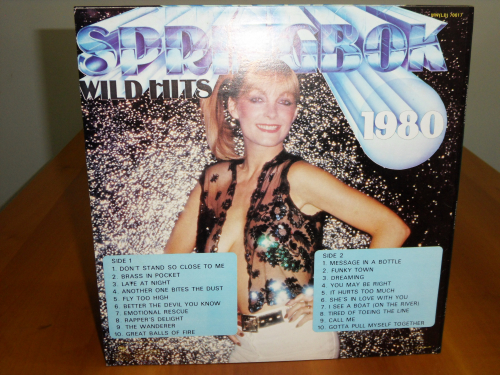 SPRINGBOK
WILD HITS
1980
SIDE 1
1. DON'T STAND SO CLOSE TO ME
2. BRASS IN POCKET
3. LATE AT NIGHT
4. ANOTHER ONE BITES THE DUST
5. FLY TOO HIGH
6. BETTER THE DEVIL YOU KNOW
7. EMOTIONAL RESCUE
8. RAPPER'S DELIGHT
9. THE WANDERER
10. GREAT BALLS OF FIRE
SIDE 2
1. MESSAGE IN A BOTTLE
2. FUNKY TOWN
3. DREAMING
4. YOU MAY BE RIGHT
5. IT HURTS TOO MUCH
6. SHE'S IN LOVE WITH YOU
7. I SEE A BOAT (ON THE RIVER)
8. TIRED OF TOEING THE LINE
9. CALL ME
10. GOTTA PULL MYSELF TOGETHER